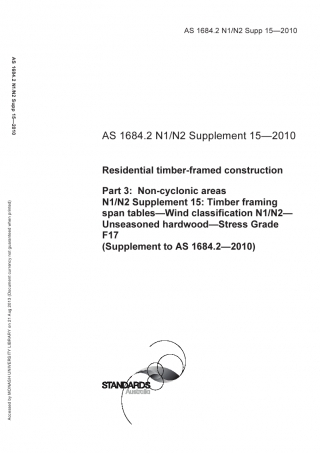 AS 1684.2 N1/N2 Supp 15—2010
AS 1684.2 N1/N2 Supp 15—2010
AS 1684.2 N1/N2 Supplement 15—2010
Residential timber-framed construction
Part 3: Non-cyclonic areas
N1/N2 Supplement 15: Timber framing
span tables—Wind classification N1/N2—
Unseasoned hardwood—Stress Grade
F17
(Supplement to AS 1684.2—2010)
Accessed by MONASH UNIVERSITY LIBRARY on 21 Aug 2010 (Document currency not guaranteed when printed)
STANDARDS
Australia